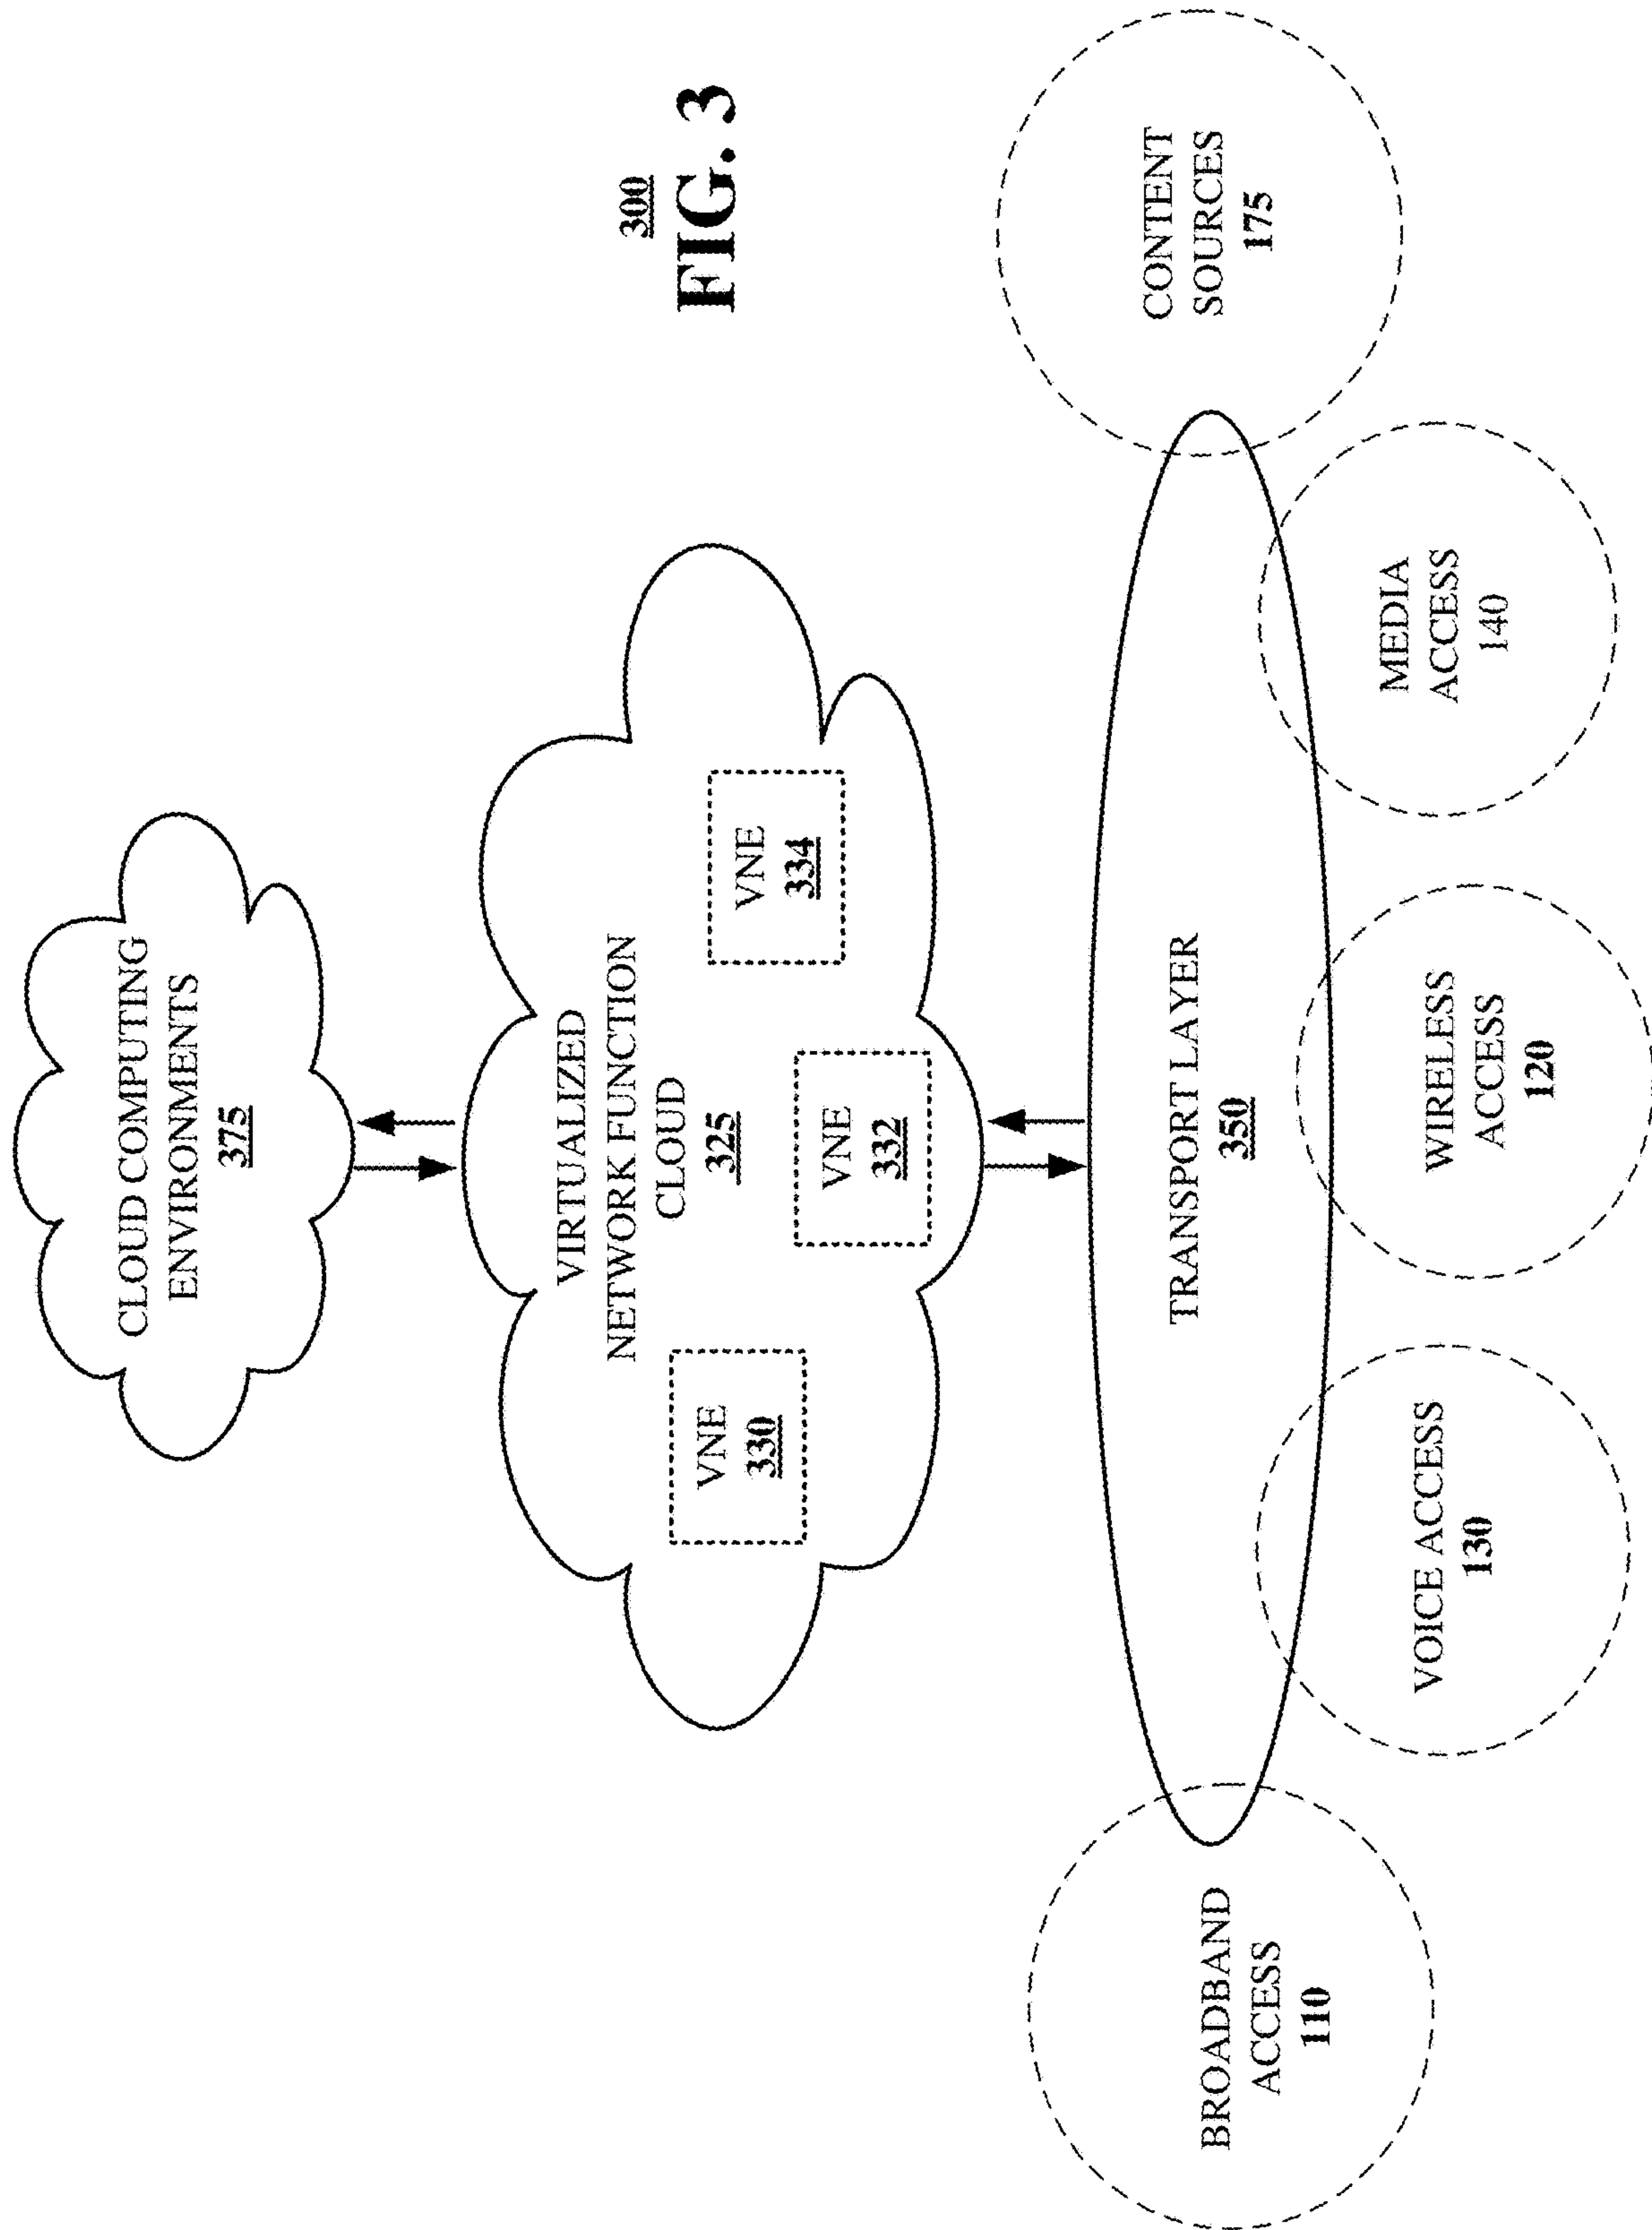 CLOUD COMPUTING
ENVIRONMENTS
375
VIRTUALIZED
NETWORK FUNCTION
CLOUD
325
VNE
330
VNE
332
VNE
334
300
FIG. 3
TRANSPORT LAYER
350
BROADBAND
ACCESS
110
VOICE ACCESS
130
WIRELESS
ACCESS
120
MEDIA
ACCESS
140
CONTENT
SOURCES
175